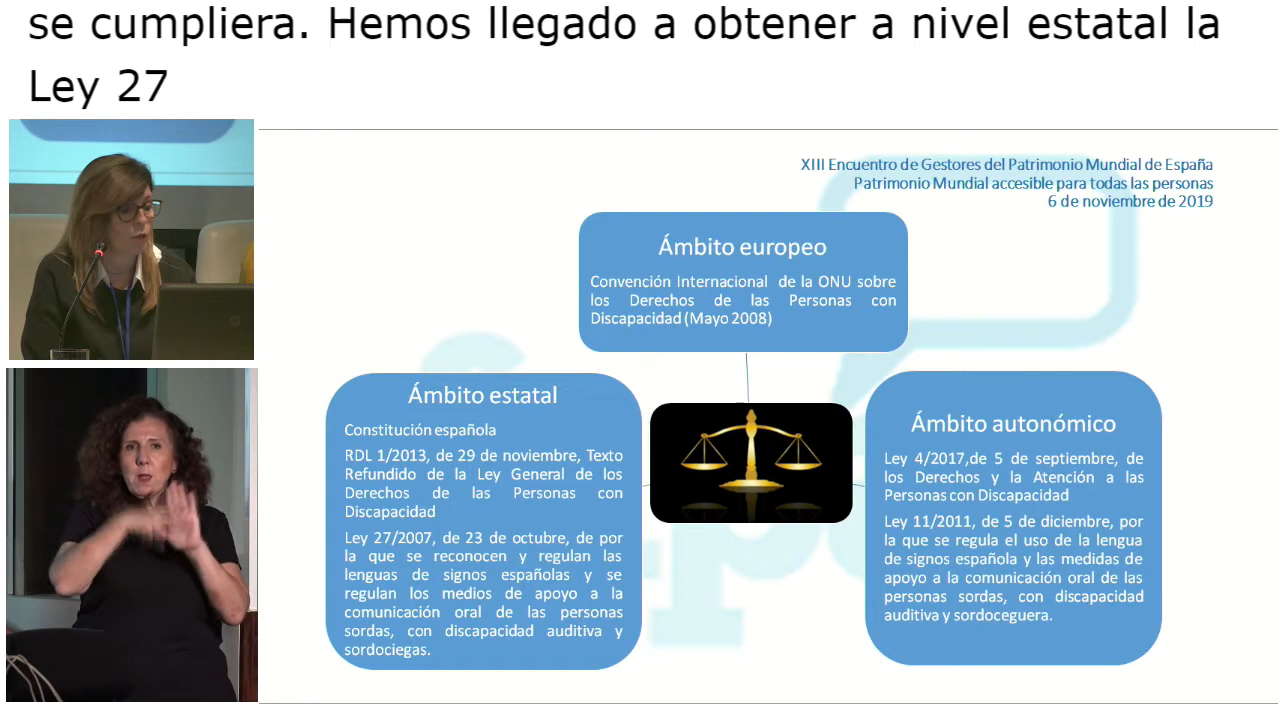 se cumpliera. Hemos llegado a obtener a nivel estatal la
Ley 27
XIII Encuentro de Gestores del Patrimonio Mundial de España
Patrimonio Mundial accesible para todas las personas
6 de noviembre de 2019
Ámbito europeo
Convención Internacional de la ONU sobre
los Derechos de las Personas con
Discapacidad (Mayo 2008)
Ámbito estatal
Constitución española
RDL 1/2013, de 29 de noviembre, Texto
Refundido de la Ley General de los
Derechos de las Personas con
Discapacidad
Ley 27/2007, de 23 de octubre, de por
la que se reconocen y regulan las
lenguas de signos españolas y se
regulan los medios de apoyo a la
comunicación oral de las personas
sordas, con discapacidad auditiva y
sordociegas.
Ámbito autonómico
Ley 4/2017,de 5 de septiembre, de
los Derechos y la Atención a las
Personas con Discapacidad
Ley 11/2011, de 5 de diciembre, por
la que se regula el uso de la lengua
de signos española y las medidas de
apoyo a la comunicación oral de las
personas sordas, con discapacidad
auditiva y sordoceguera.